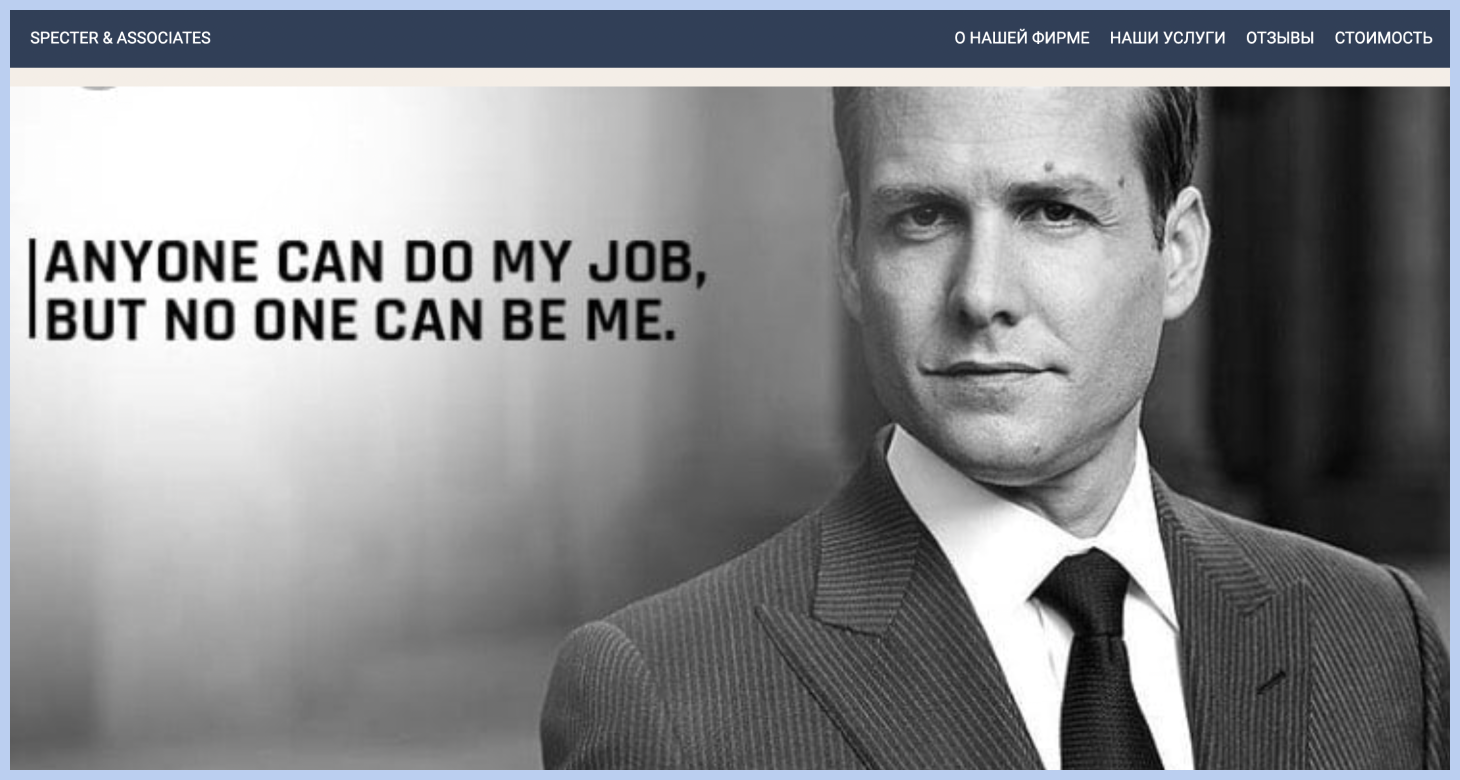 SPECTER & ASSOCIATES
О НАШЕЙ ФИРМЕ
НАШИ УСЛУГИ
ОТЗЫВЫ
СТОИМОСТЬ
ANYONE CAN DO MY JOB,
BUT NO ONE CAN BE ME.